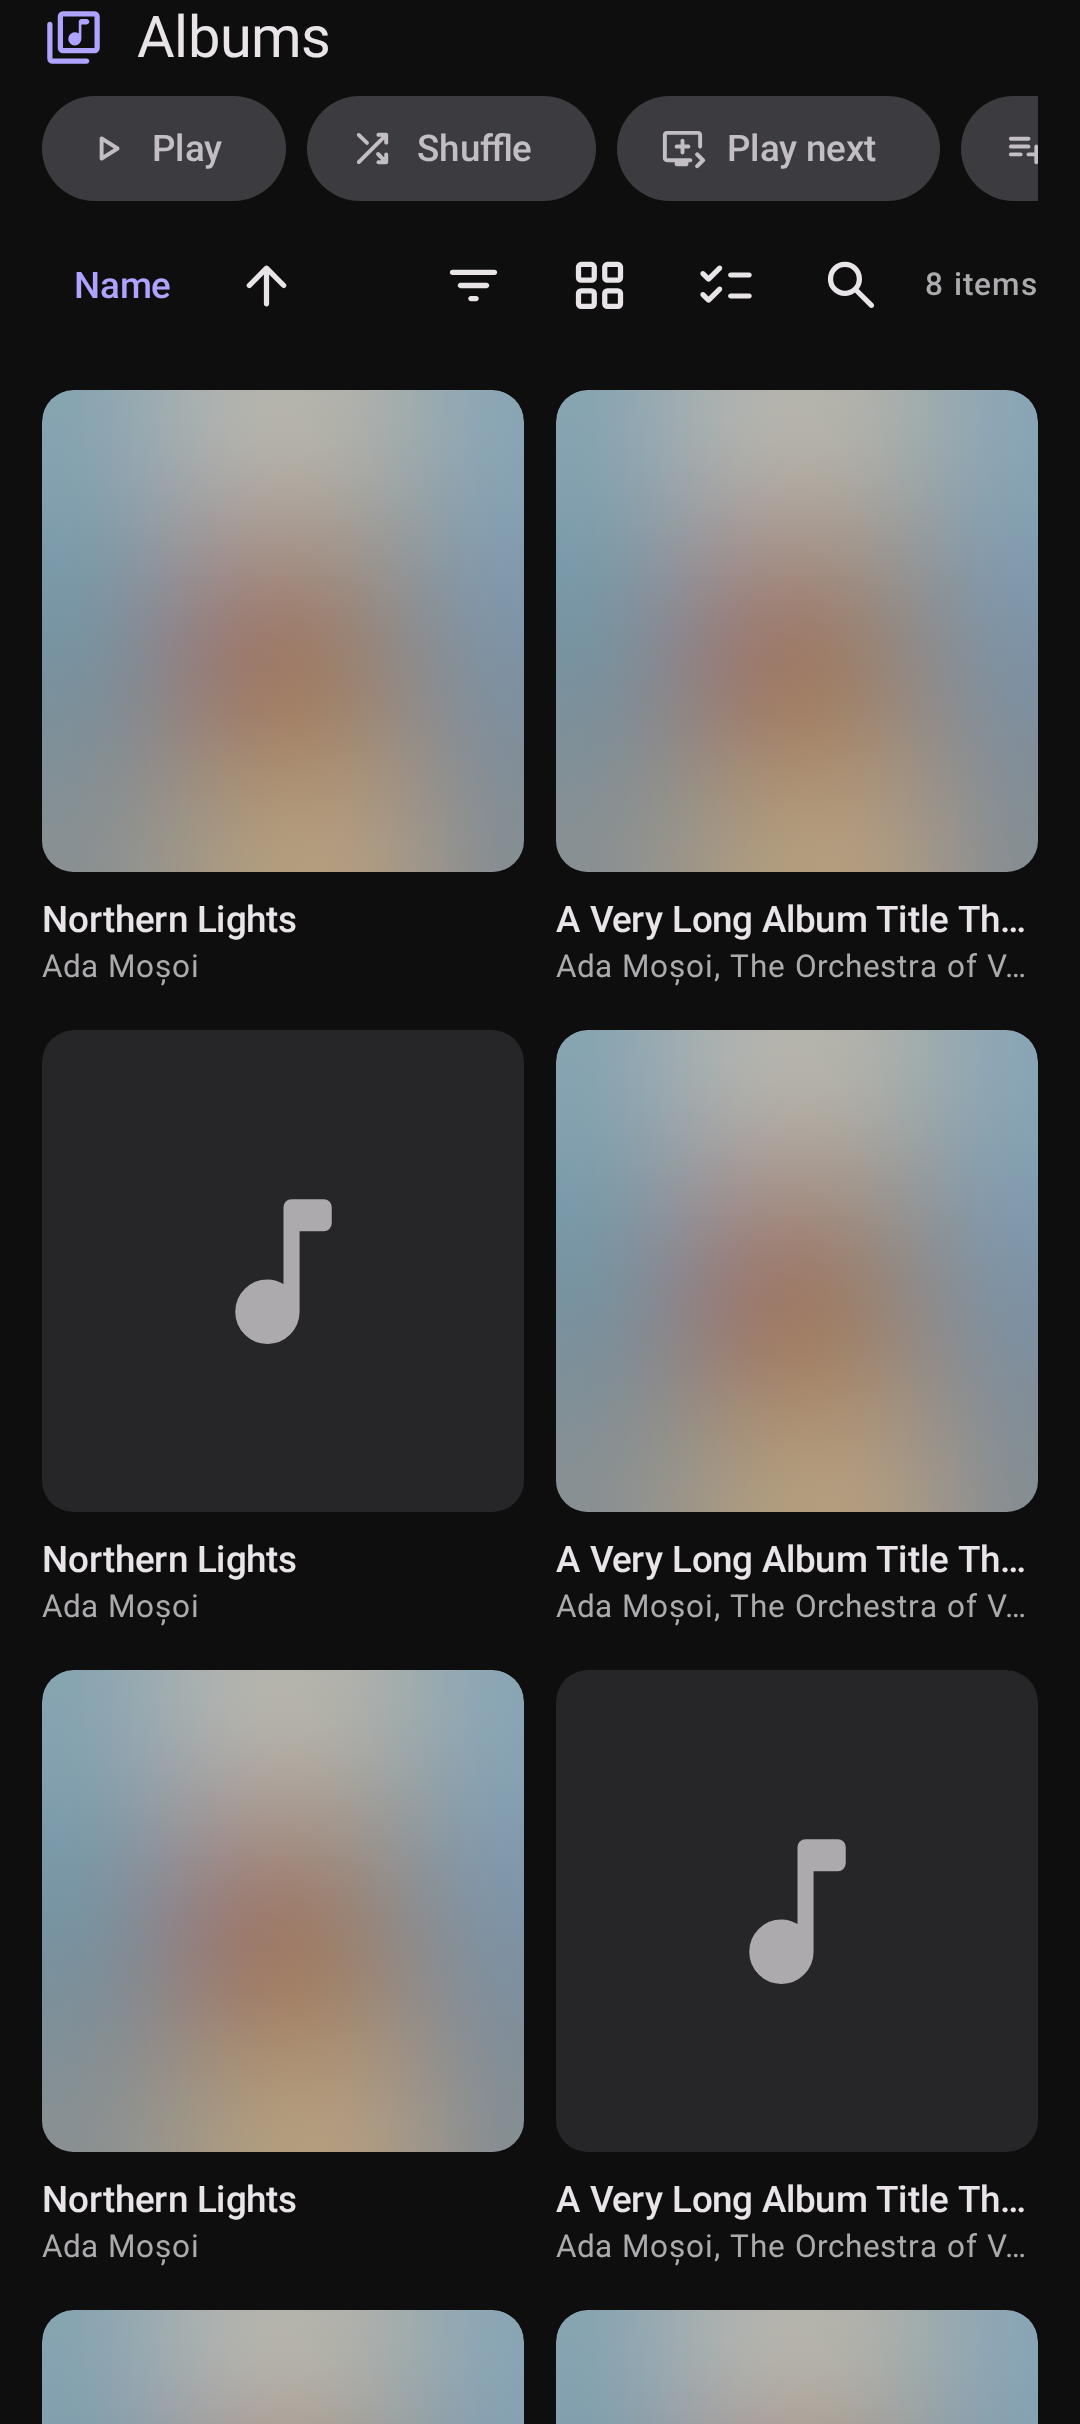 Albums
Play
Shuffle
Play next
Name
8 items
Northern Lights
Ada Moșoi
A Very Long Album Title Th…
Ada Moșoi, The Orchestra of V…
Northern Lights
Ada Moșoi
A Very Long Album Title Th…
Ada Moșoi, The Orchestra of V…
Northern Lights
Ada Moșoi
A Very Long Album Title Th…
Ada Moșoi, The Orchestra of V…